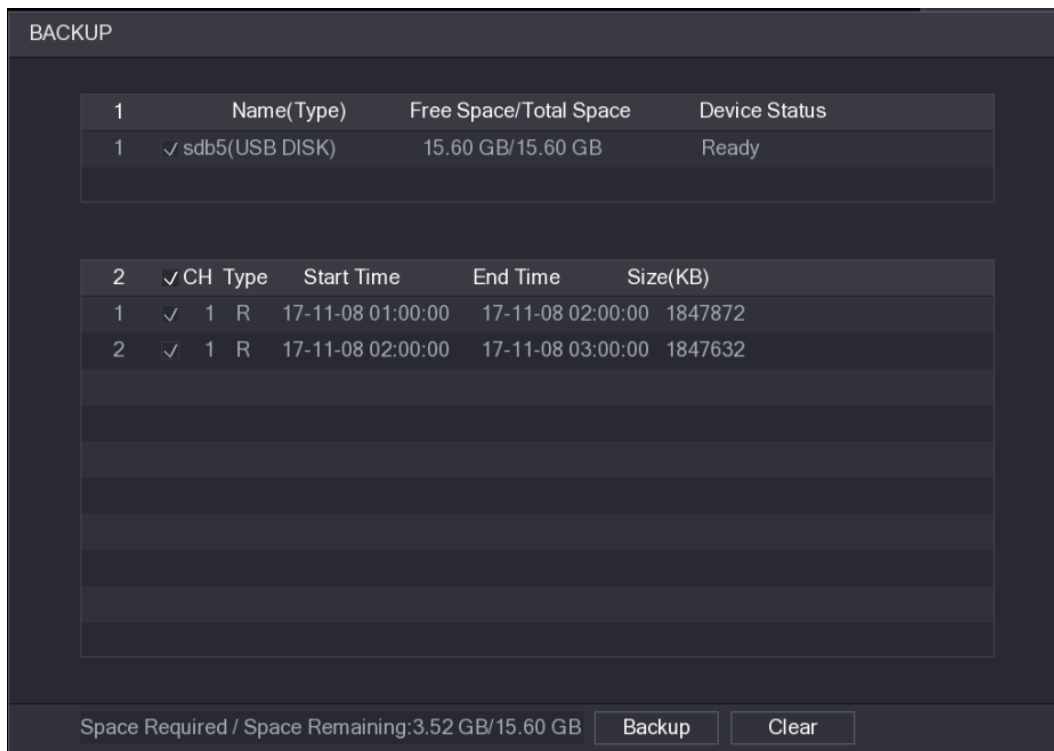 BACKUP
1 Name(Type) Free Space/Total Space Device Status
1 sdb5(USB DISK) 15.60 GB/15.60 GB Ready
2 CH Type Start Time End Time Size(KB)
1 1 R 17-11-08 01:00:00 17-11-08 02:00:00 1847872
2 1 R 17-11-08 02:00:00 17-11-08 03:00:00 1847632
Space Required / Space Remaining:3.52 GB/15.60 GB Backup Clear